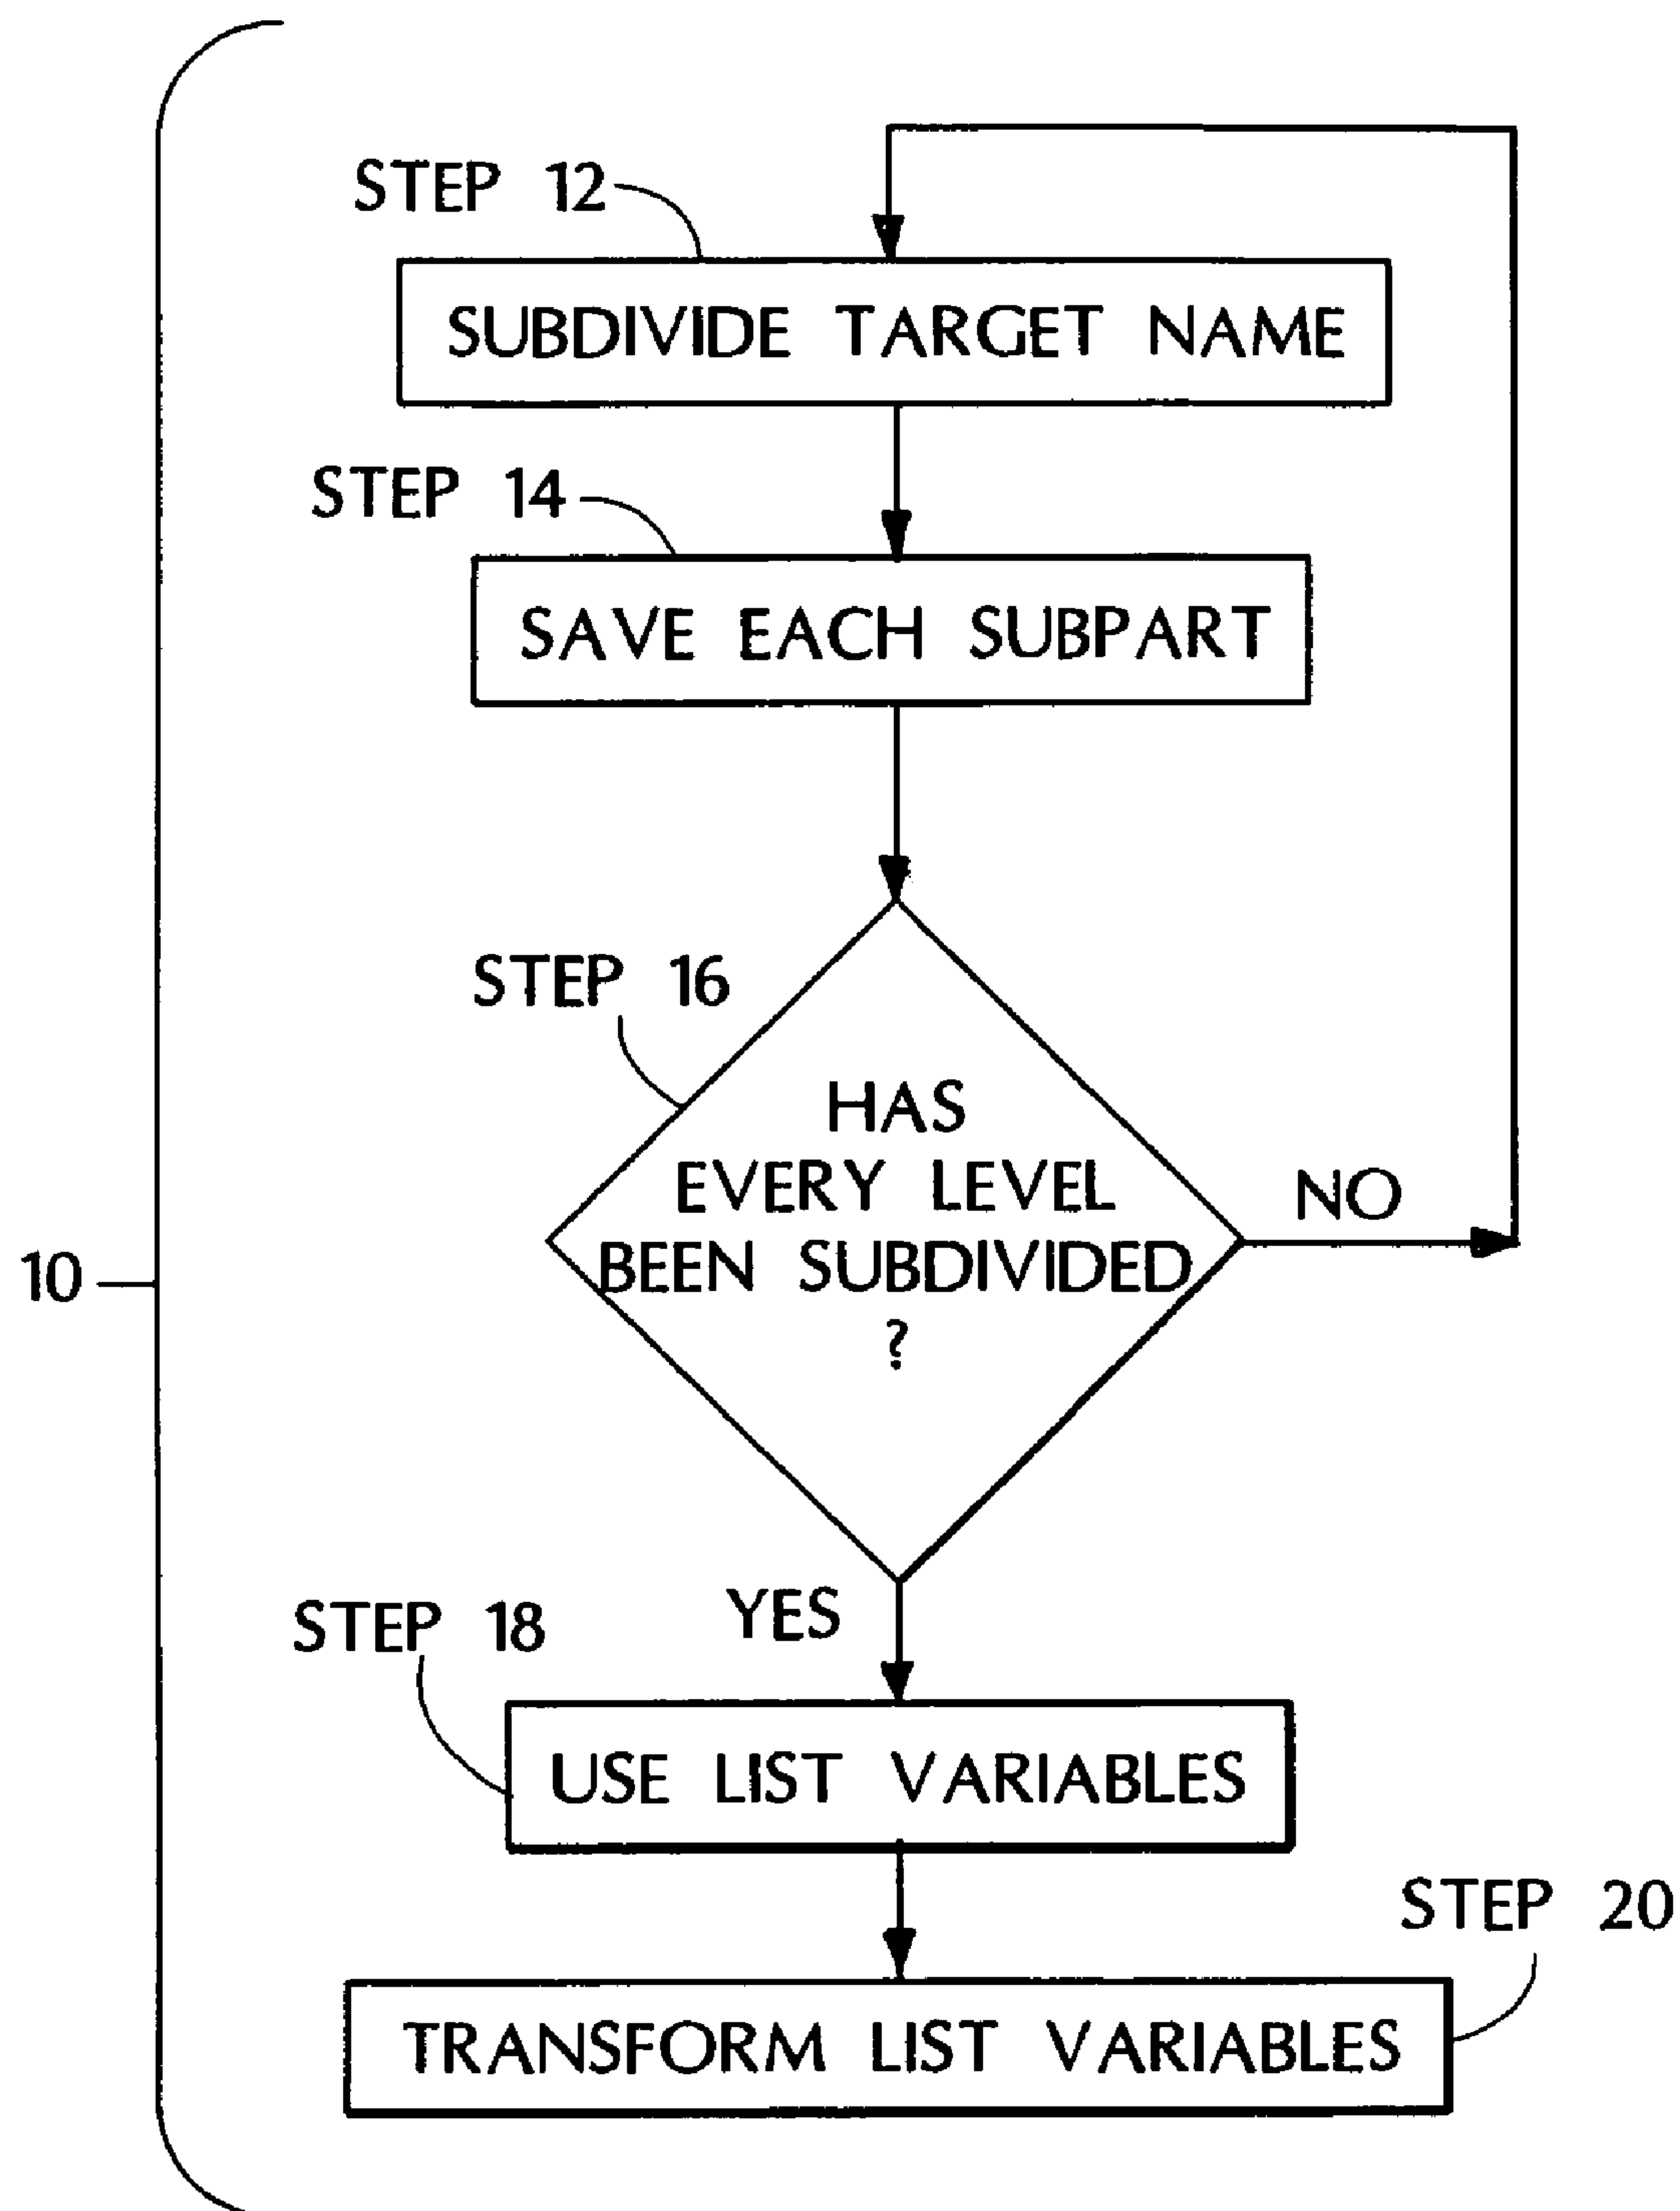 STEP 12
SUBDIVIDE TARGET NAME
STEP 14
SAVE EACH SUBPART
STEP 16
HAS
EVERY LEVEL
BEEN SUBDIVIDED
?
NO
10
YES
STEP 18
USE LIST VARIABLES
STEP 20
TRANSFORM LIST VARIABLES